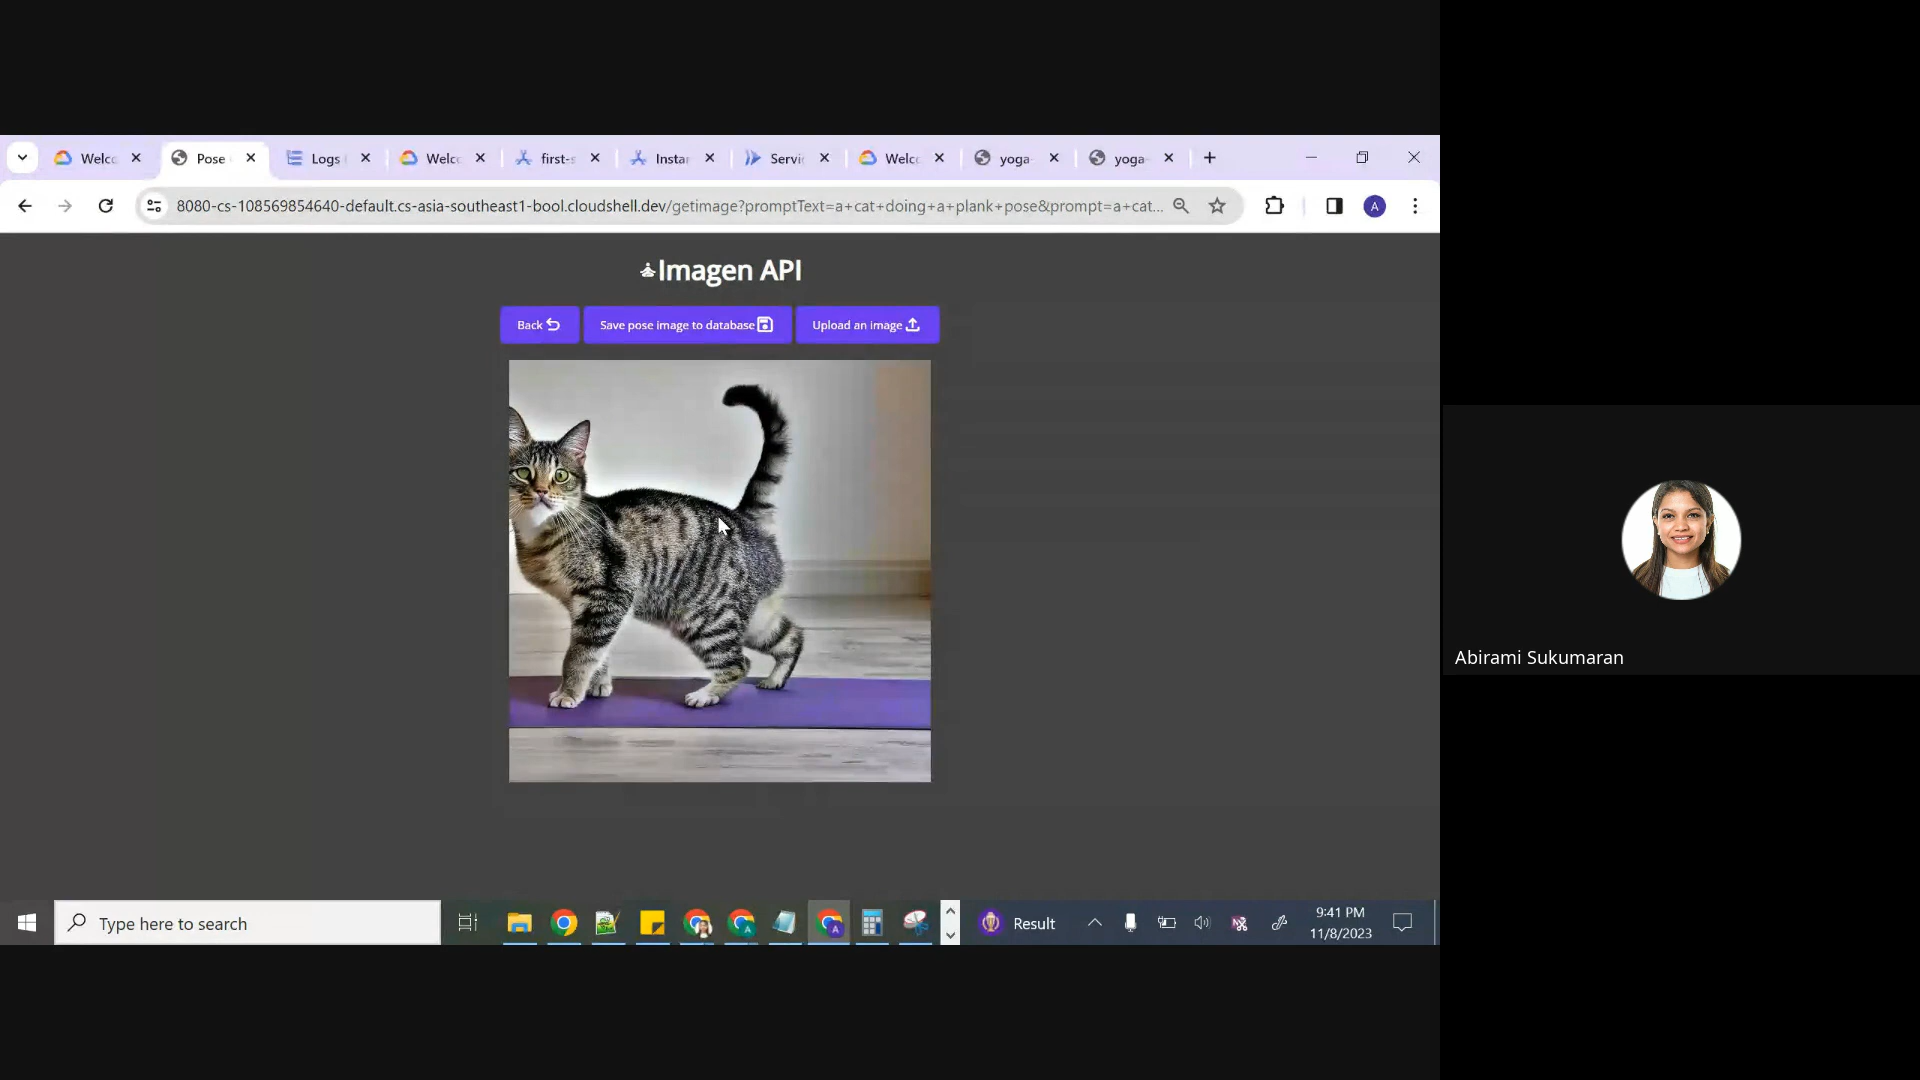 Welc
Pose
Logs
Welc
first-s
Instan
Servi
Welc
yoga-
yoga-
8080-cs-108569854640-default.cs-asia-southeast1-bool.cloudshell.dev/getimage?promptText=a+cat+doing+a+plank+pose&prompt=a+cat...
A
Imagen API
Back
Save pose image to database
Upload an image
Abirami Sukumaran
Type here to search
Result
9:41 PM
11/8/2023